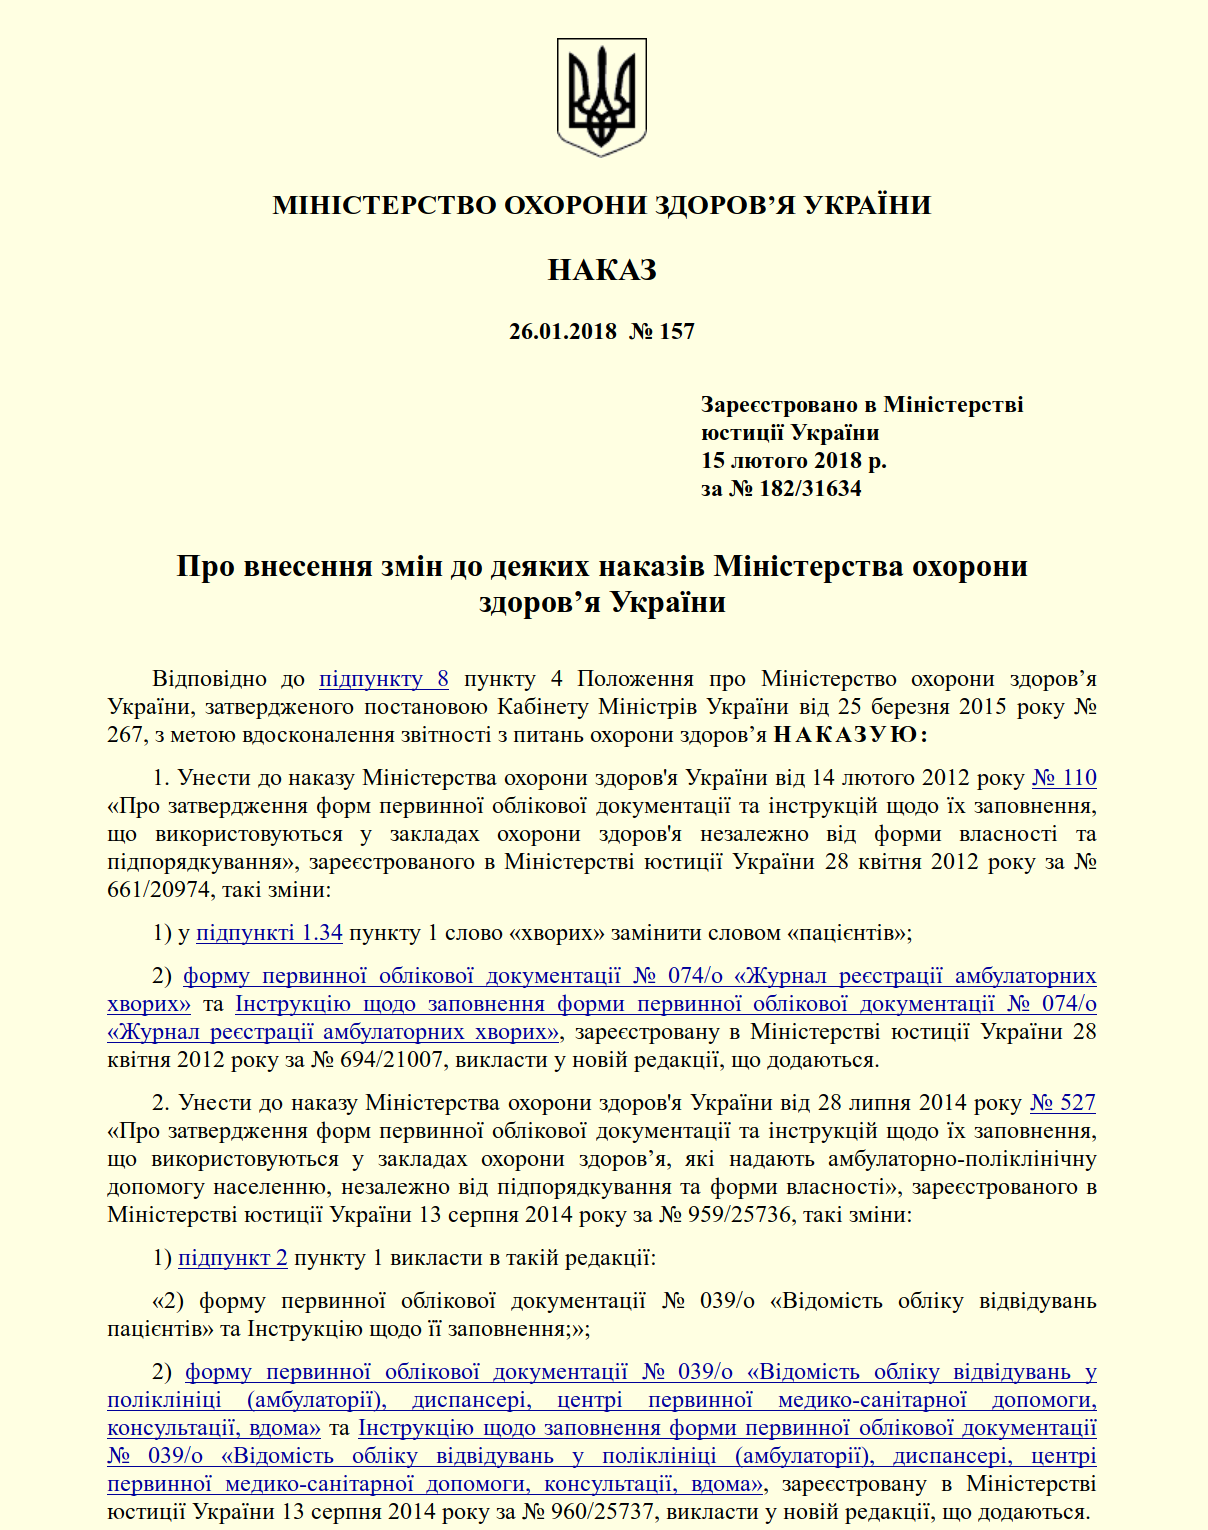 МІНІСТЕРСТВО ОХОРОНИ ЗДОРОВ’Я УКРАЇНИ
НАКАЗ
26.01.2018 № 157
Зареєстровано в Міністерстві
юстиції України
15 лютого 2018 р.
за № 182/31634
Про внесення змін до деяких наказів Міністерства охорони
здоров’я України
Відповідно до підпункту 8 пункту 4 Положення про Міністерство охорони здоров’я
України, затвердженого постановою Кабінету Міністрів України від 25 березня 2015 року №
267, з метою вдосконалення звітності з питань охорони здоров’я НАКАЗУЮ:
1. Унести до наказу Міністерства охорони здоров'я України від 14 лютого 2012 року № 110
«Про затвердження форм первинної облікової документації та інструкцій щодо їх заповнення,
що використовуються у закладах охорони здоров'я незалежно від форми власності та
підпорядкування», зареєстрованого в Міністерстві юстиції України 28 квітня 2012 року за №
661/20974, такі зміни:
1) у підпункті 1.34 пункту 1 слово «хворих» замінити словом «пацієнтів»;
2) форму первинної облікової документації № 074/о «Журнал реєстрації амбулаторних
хворих» та Інструкцію щодо заповнення форми первинної облікової документації № 074/о
«Журнал реєстрації амбулаторних хворих», зареєстровану в Міністерстві юстиції України 28
квітня 2012 року за № 694/21007, викласти у новій редакції, що додаються.
2. Унести до наказу Міністерства охорони здоров'я України від 28 липня 2014 року № 527
«Про затвердження форм первинної облікової документації та інструкцій щодо їх заповнення,
що використовуються у закладах охорони здоров’я, які надають амбулаторно-поліклінічну
допомогу населенню, незалежно від підпорядкування та форми власності», зареєстрованого в
Міністерстві юстиції України 13 серпня 2014 року за № 959/25736, такі зміни:
1) підпункт 2 пункту 1 викласти в такій редакції:
«2) форму первинної облікової документації № 039/о «Відомість обліку відвідувань
пацієнтів» та Інструкцію щодо її заповнення;»;
2) форму первинної облікової документації № 039/о «Відомість обліку відвідувань у
поліклініці (амбулаторії), диспансері, центрі первинної медико-санітарної допомоги,
консультації, вдома» та Інструкцію щодо заповнення форми первинної облікової документації
№ 039/о «Відомість обліку відвідувань у поліклініці (амбулаторії), диспансері, центрі
первинної медико-санітарної допомоги, консультації, вдома», зареєстровану в Міністерстві
юстиції України 13 серпня 2014 року за № 960/25737, викласти у новій редакції, що додаються.